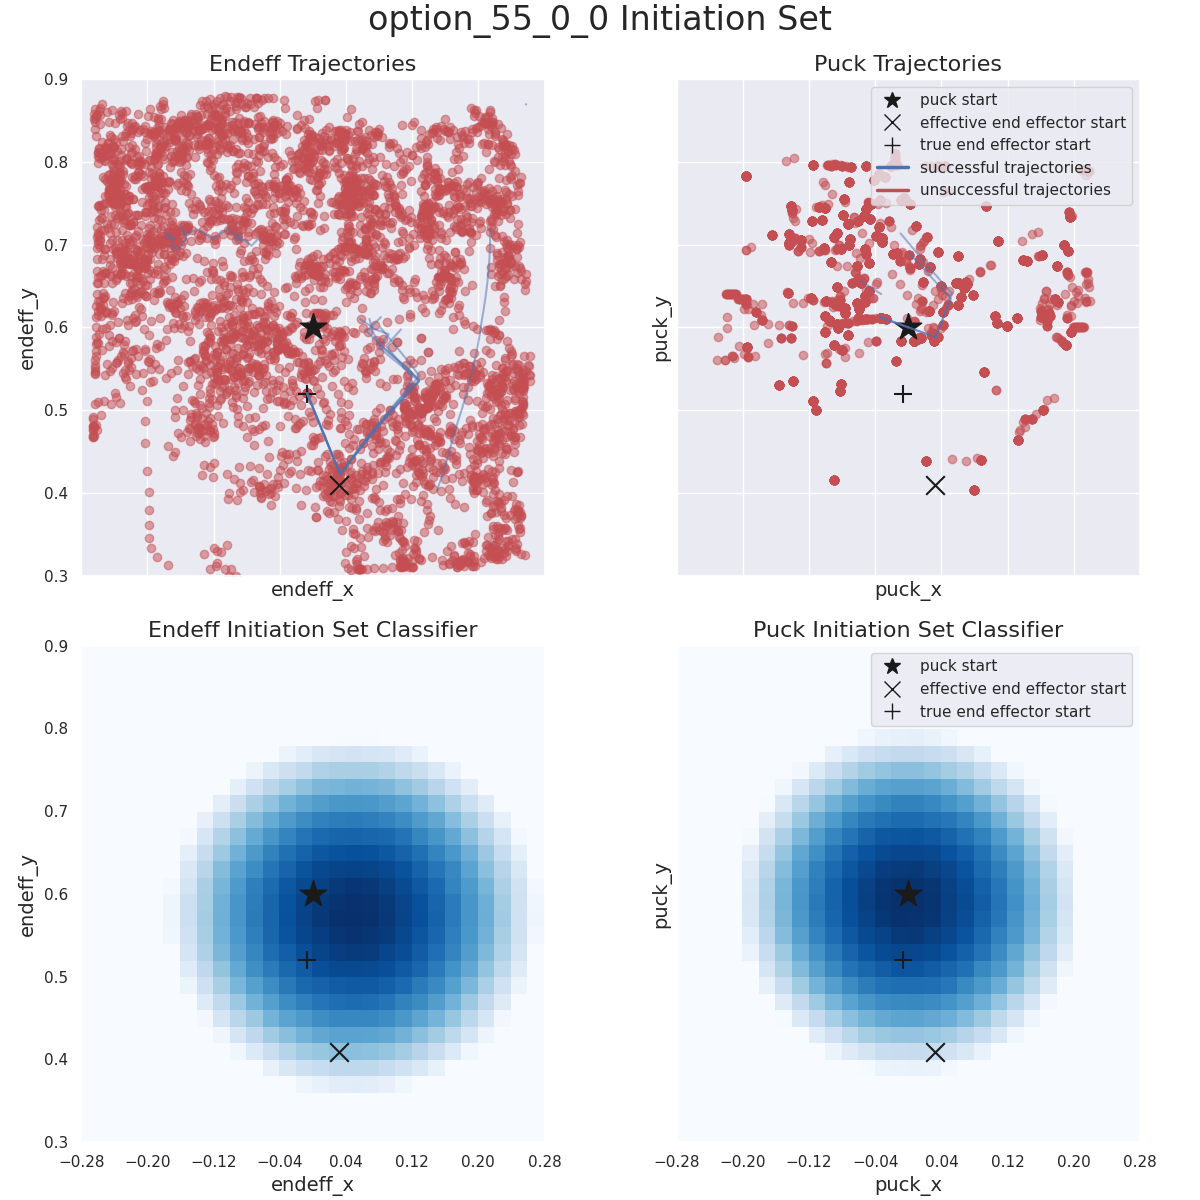 option_55_0_0 Initiation Set
Endeff Trajectories
endeff_y
0.9
0.8
0.7
0.6
0.5
0.4
0.3
endeff_x
Puck Trajectories
puck start
effective end effector start
true end effector start
successful trajectories
unsuccessful trajectories
puck_y
puck_x
Endeff Initiation Set Classifier
endeff_y
0.9
0.8
0.7
0.6
0.5
0.4
0.3
−0.28 −0.20 −0.12 −0.04 0.04 0.12 0.20 0.28
endeff_x
Puck Initiation Set Classifier
puck start
effective end effector start
true end effector start
puck_y
−0.28 −0.20 −0.12 −0.04 0.04 0.12 0.20 0.28
puck_x